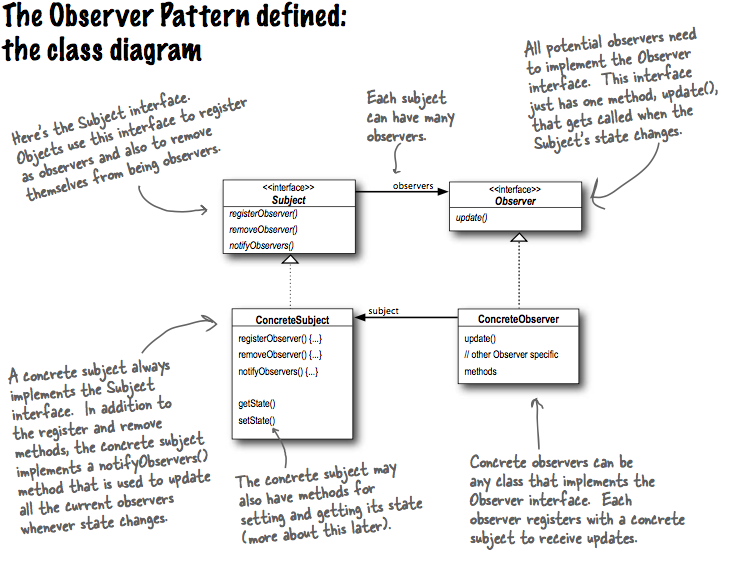 The Observer Pattern defined:
the class diagram
Here's the Subject interface.
Objects use this interface to register
as observers and also to remove
themselves from being observers.
Each subject
can have many
observers.
All potential observers need
to implement the Observer
interface. This interface
just has one method, update(),
that gets called when the
Subject's state changes.
<<interface>>
Subject
registerObserver()
removeObserver()
notifyObservers()
observers
<<interface>>
Observer
update()
ConcreteSubject
registerObserver() {...}
removeObserver() {...}
notifyObservers() {...}
getState()
setState()
subject
ConcreteObserver
update()
// other Observer specific
methods
A concrete subject always
implements the Subject
interface. In addition to
the register and remove
methods, the concrete subject
implements a notifyObservers()
method that is used to update
all the current observers
whenever state changes.
The concrete subject may
also have methods for
setting and getting its state
(more about this later).
Concrete observers can be
any class that implements the
Observer interface. Each
observer registers with a concrete
subject to receive updates.